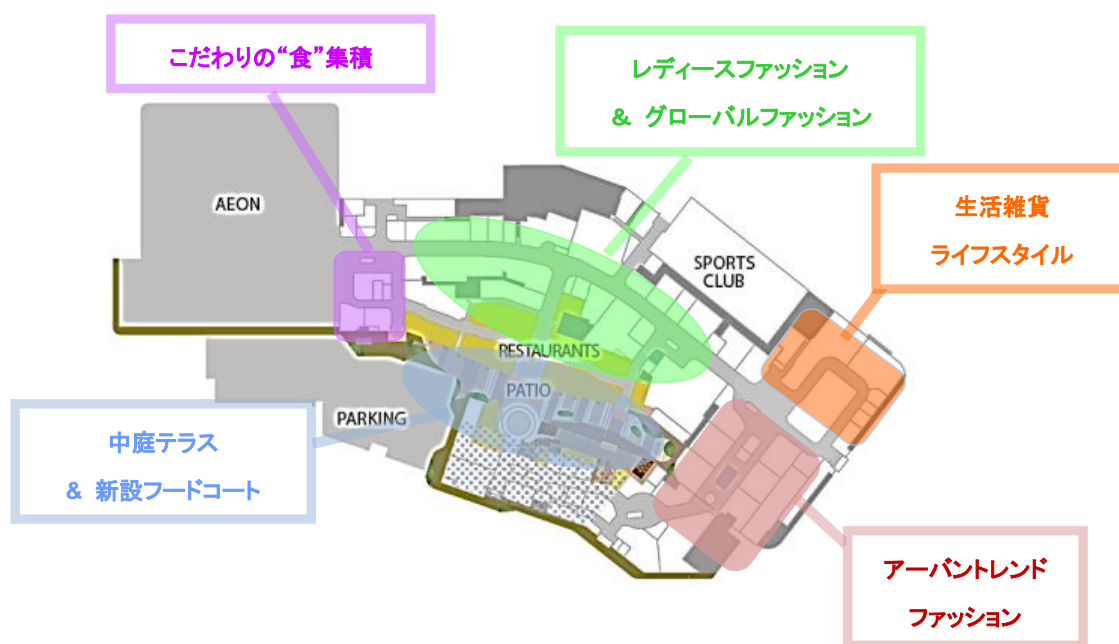 こだわりの“食”集積
レディースファッション
& グローバルファッション
生活雑貨
ライフスタイル
AEON
SPORTS
CLUB
RESTAURANTS
PATIO
PARKING
中庭テラス
& 新設フードコート
アーバントレンド
ファッション